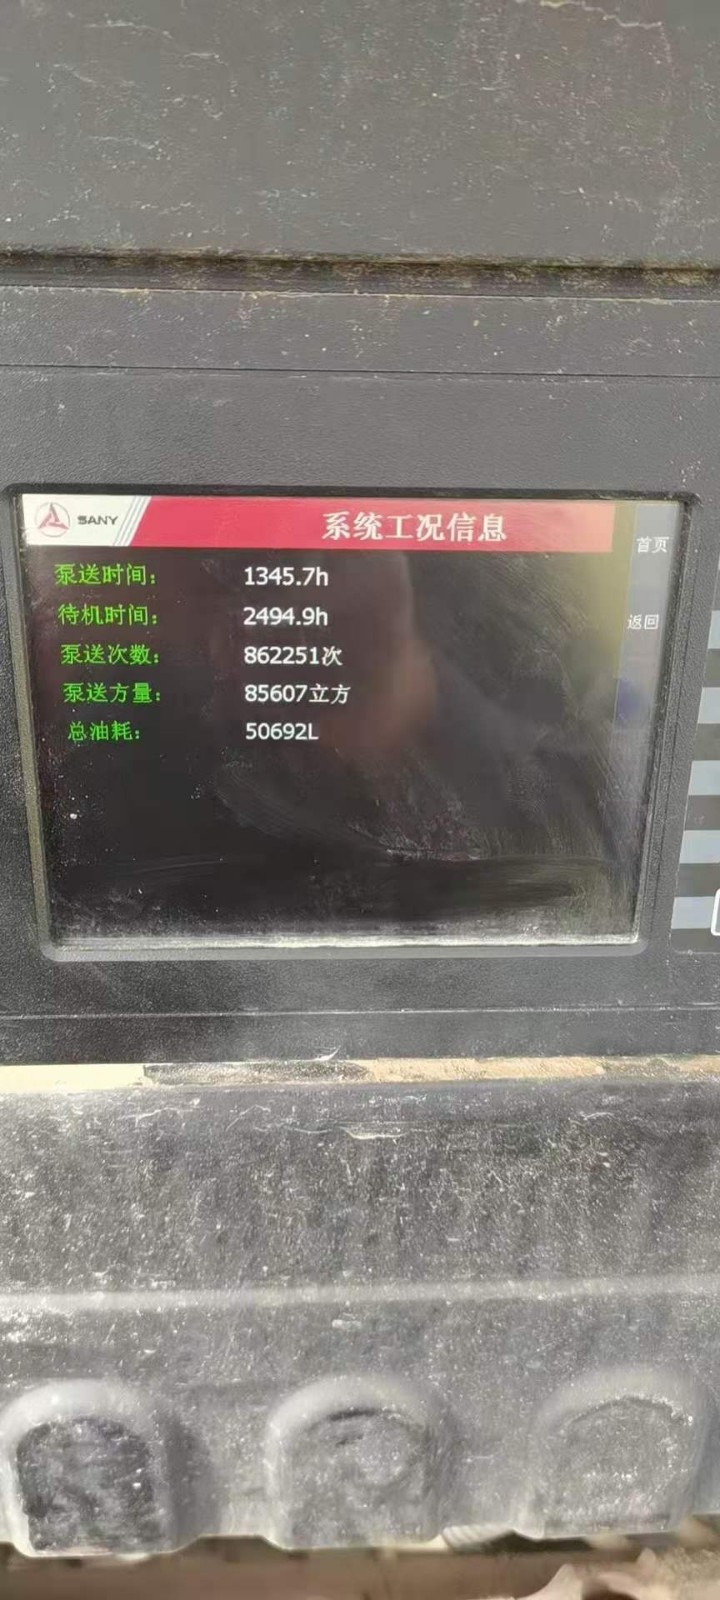 SANY 系统工况信息 首页
泵送时间: 1345.7h
待机时间: 2494.9h 返回
泵送次数: 862251次
泵送方量: 85607立方
总油耗: 50692L